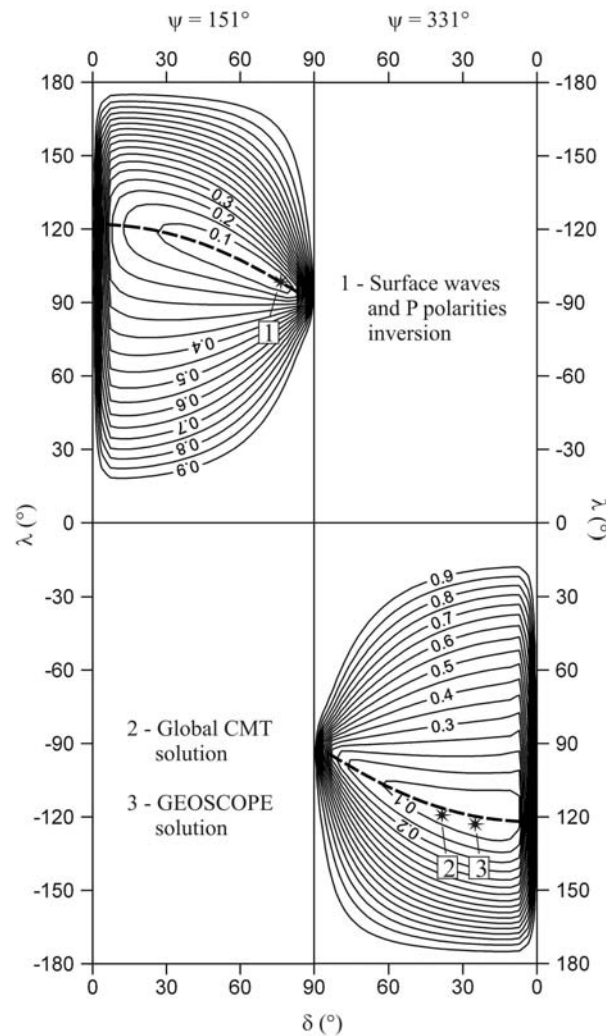 ψ = 151° ψ = 331°
0 30 60 90 60 30 0
180 -180
150 -150
120 -120
90 -90
60 -60
30 -30
0 0
-30 30
-60 60
-90 90
-120 120
-150 150
-180 180
0 30 60 90 60 30 0
λ (°) λ (°)
δ (°)
0.3
0.2
0.1
1
0.4
0.5
0.6
0.7
0.8
0.9
1 - Surface waves
and P polarities
inversion
2 - Global CMT
solution
3 - GEOSCOPE
solution
0.9
0.8
0.7
0.6
0.5
0.4
0.3
0.1
0.2
2 3